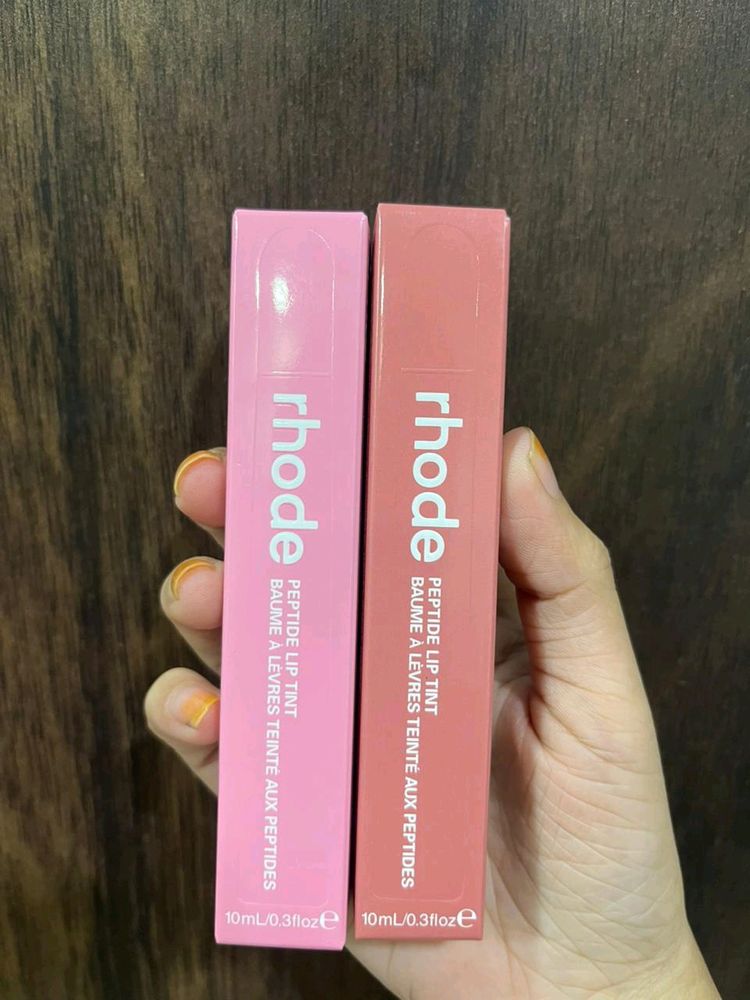 rhode
PEPTIDE LIP TINT
BAUME À LÈVRES TEINTÉ AUX PEPTIDES
10mL/0.3floz℮
rhode
PEPTIDE LIP TINT
BAUME À LÈVRES TEINTÉ AUX PEPTIDES
10mL/0.3floz℮